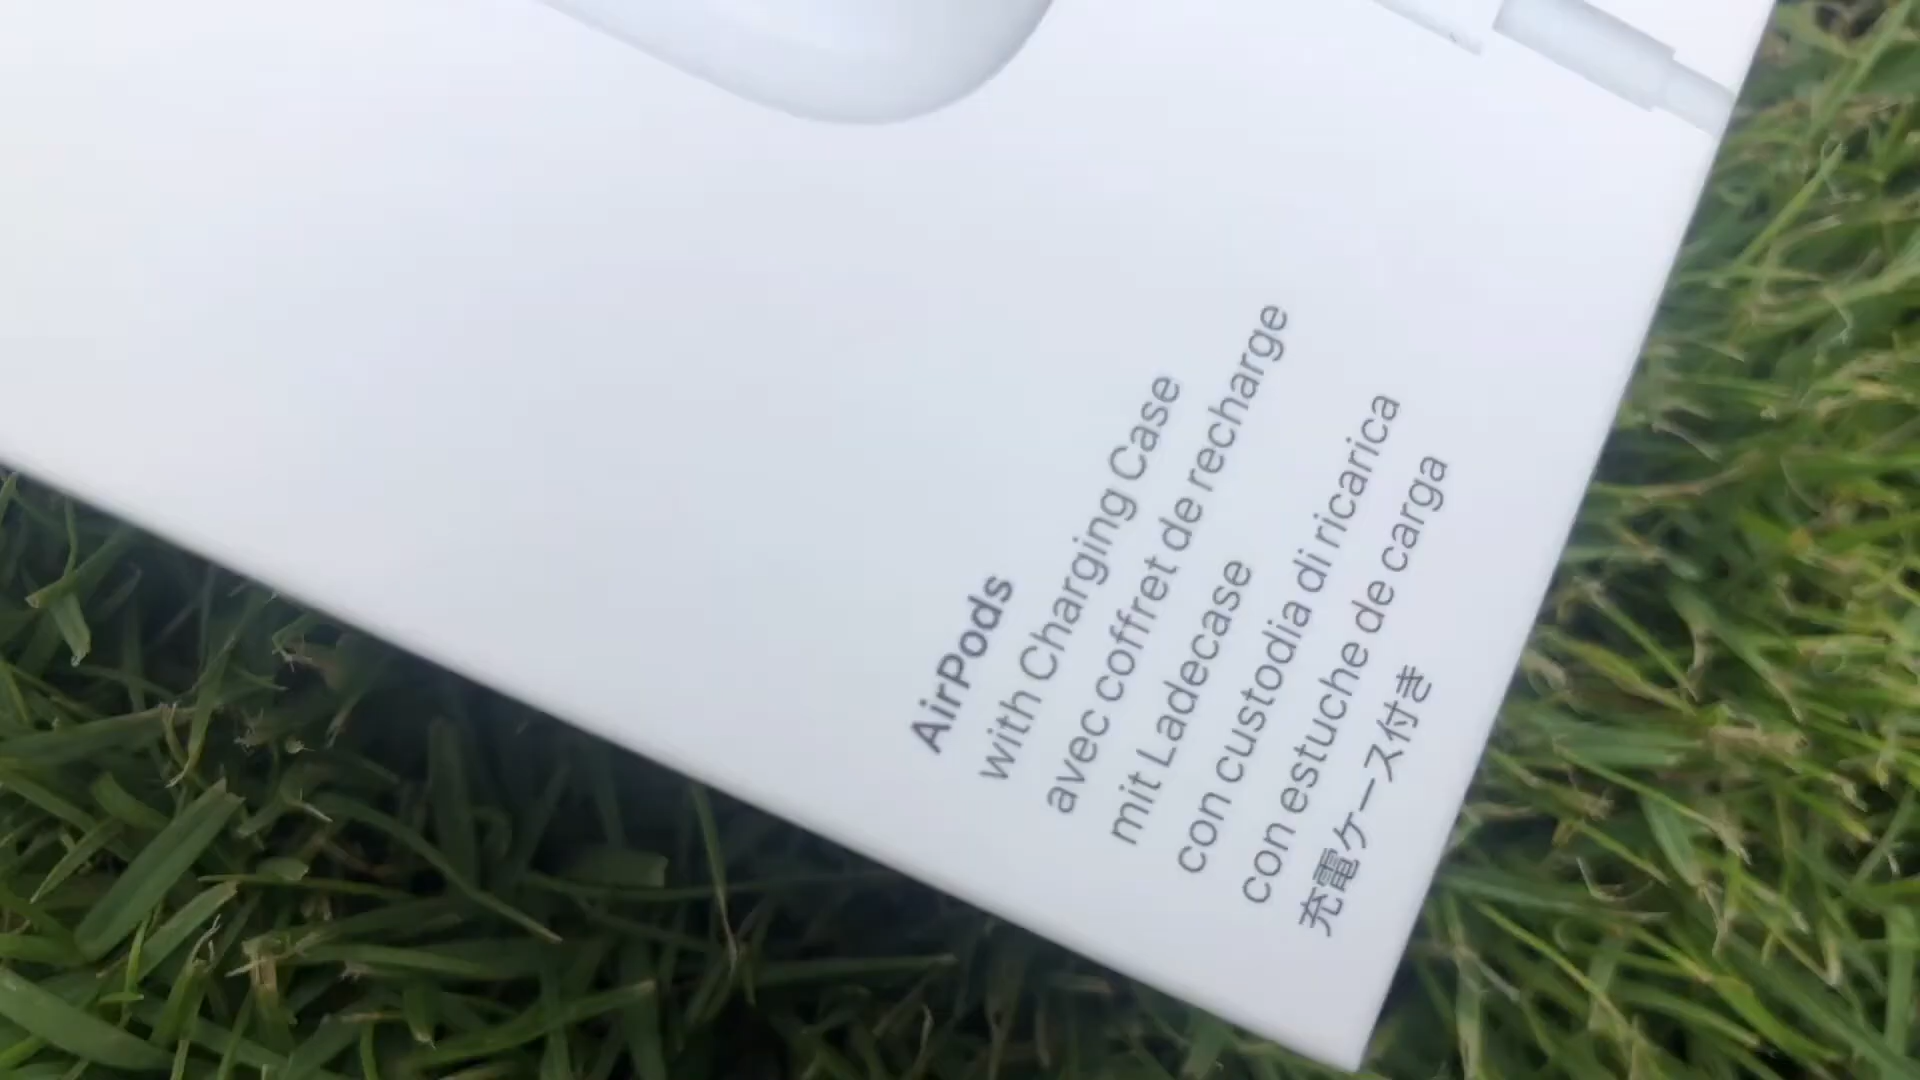 AirPods
with Charging Case
avec coffret de recharge
mit Ladecase
con custodia di ricarica
con estuche de carga
充電ケース付き